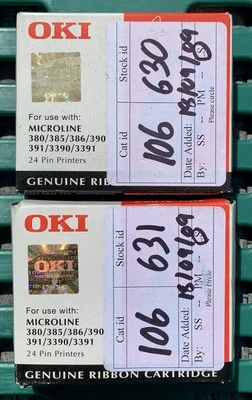 OKI
For use with:
MICROLINE
380/385/386/390
391/3390/3391
24 Pin Printers
GENUINE RIBBON CAR
Cat id 106
Stock id 630
Date Added: 18/09/09
By: SS -- PM --
Please circle
OKI
OKI
For use with:
MICROLINE
380/385/386/390
391/3390/3391
24 Pin Printers
GENUINE RIBBON CARTRIDGE
Cat id 106
Stock id 631
Date Added: 18/09/09
By: SS -- PM --
Please circle